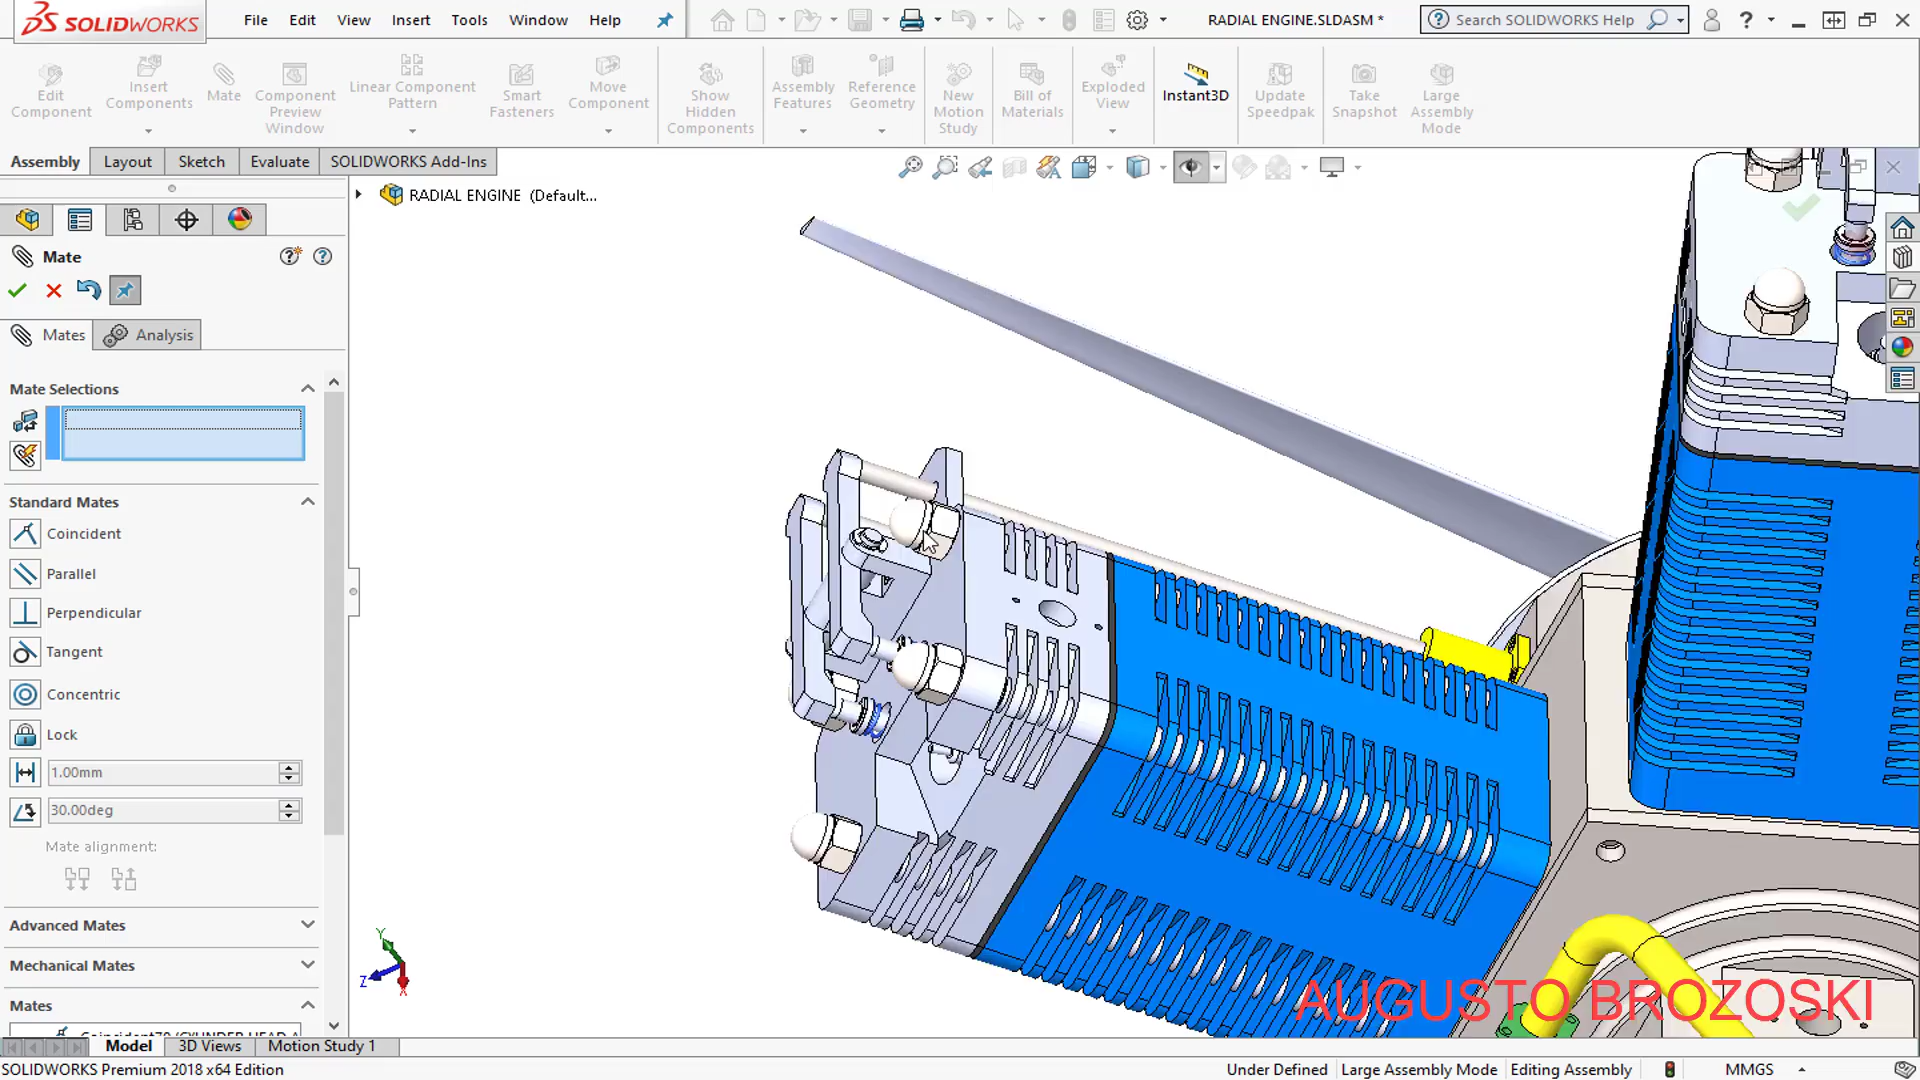 SOLIDWORKS
File Edit View Insert Tools Window Help
RADIAL ENGINE.SLDASM *
Search SOLIDWORKS Help
Edit Component
Insert Components
Mate
Component Preview Window
Linear Component Pattern
Smart Fasteners
Move Component
Show Hidden Components
Assembly Features
Reference Geometry
New Motion Study
Bill of Materials
Exploded View
Instant3D
Update Speedpak
Take Snapshot
Large Assembly Mode
Assembly Layout Sketch Evaluate SOLIDWORKS Add-Ins
RADIAL ENGINE (Default...
Mate
Mates Analysis
Mate Selections
Standard Mates
Coincident
Parallel
Perpendicular
Tangent
Concentric
Lock
1.00mm
30.00deg
Mate alignment:
Advanced Mates
Mechanical Mates
Mates
Y
Z
X
AUGUSTO BROZOSKI
Model 3D Views Motion Study 1
SOLIDWORKS Premium 2018 x64 Edition
Under Defined Large Assembly Mode Editing Assembly MMGS